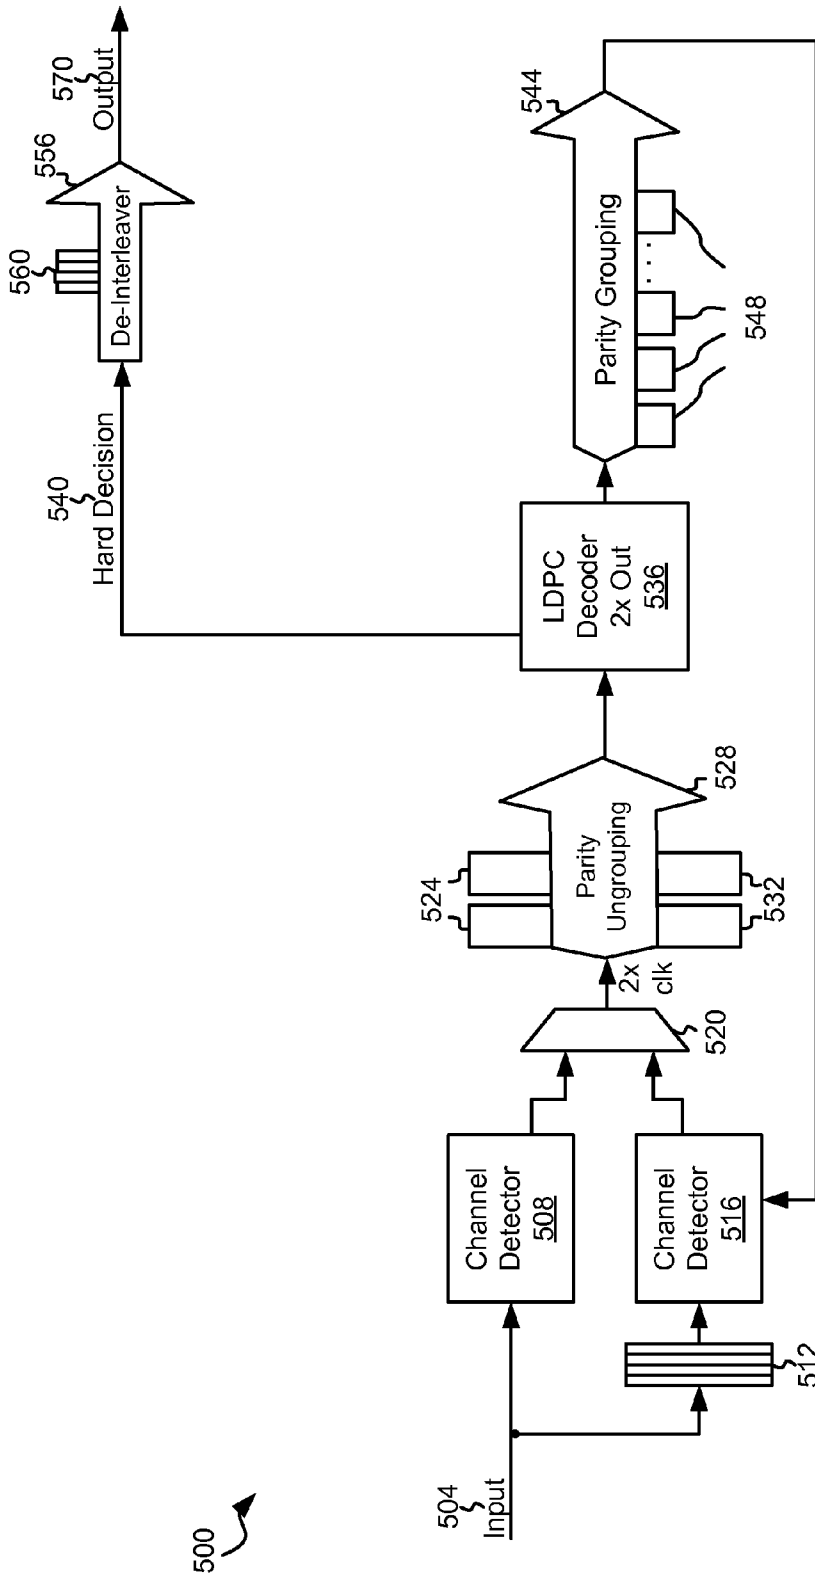 500
504
Input
512
Channel
Detector
508
Channel
Detector
516
520
2x
clk
524
Parity
Ungrouping
528
532
LDPC
Decoder
2x Out
536
540
Hard Decision
De-Interleaver
560
556
570
Output
Parity Grouping
544
548
. . . .